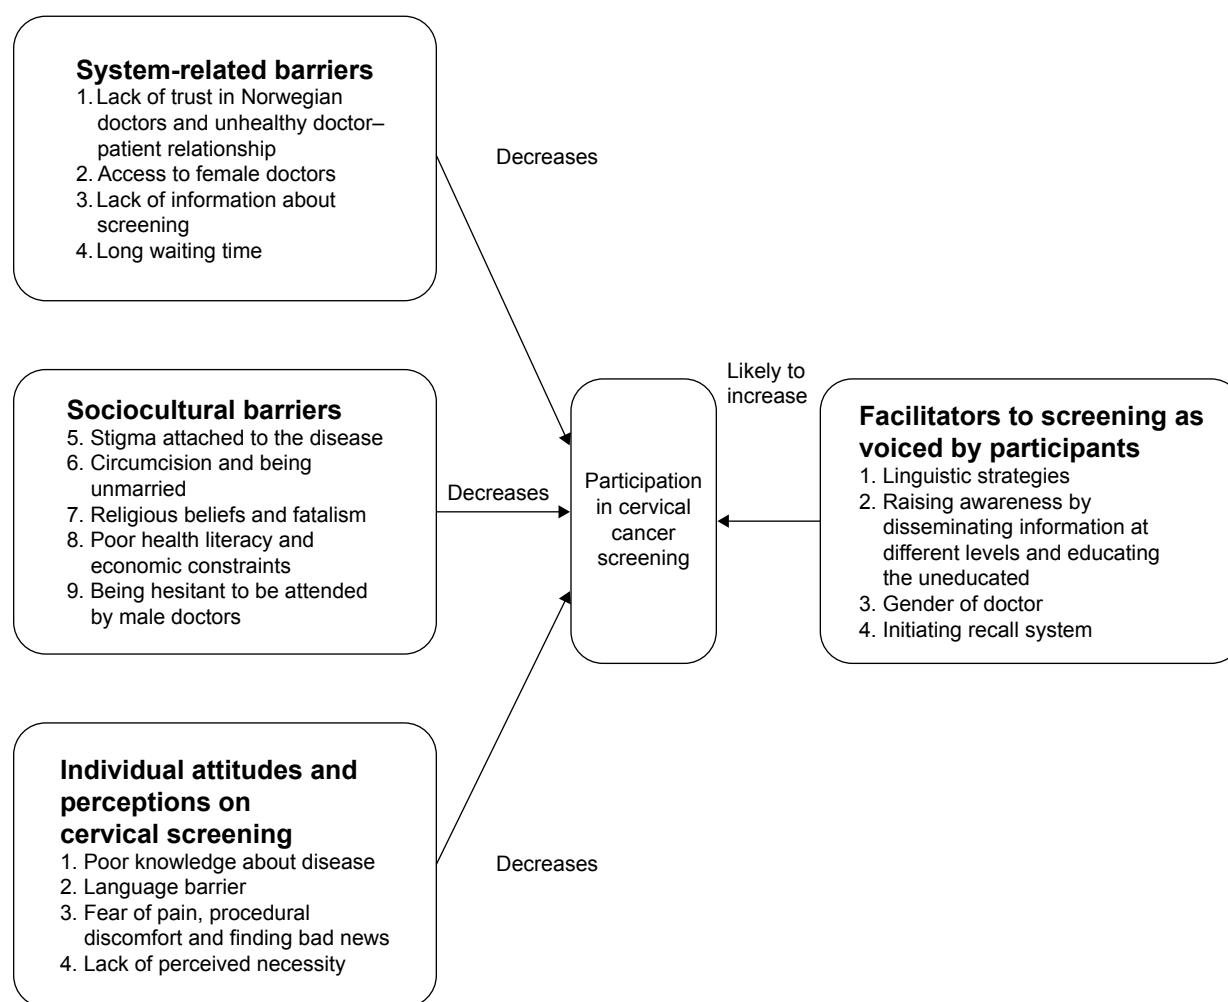 System-related barriers
1. Lack of trust in Norwegian
doctors and unhealthy doctor–
patient relationship
2. Access to female doctors
3. Lack of information about
screening
4. Long waiting time
Decreases
Sociocultural barriers
5. Stigma attached to the disease
6. Circumcision and being
unmarried
7. Religious beliefs and fatalism
8. Poor health literacy and
economic constraints
9. Being hesitant to be attended
by male doctors
Decreases
Participation
in cervical
cancer
screening
Likely to
increase
Facilitators to screening as
voiced by participants
1. Linguistic strategies
2. Raising awareness by
disseminating information at
different levels and educating
the uneducated
3. Gender of doctor
4. Initiating recall system
Individual attitudes and
perceptions on
cervical screening
1. Poor knowledge about disease
2. Language barrier
3. Fear of pain, procedural
discomfort and finding bad news
4. Lack of perceived necessity
Decreases